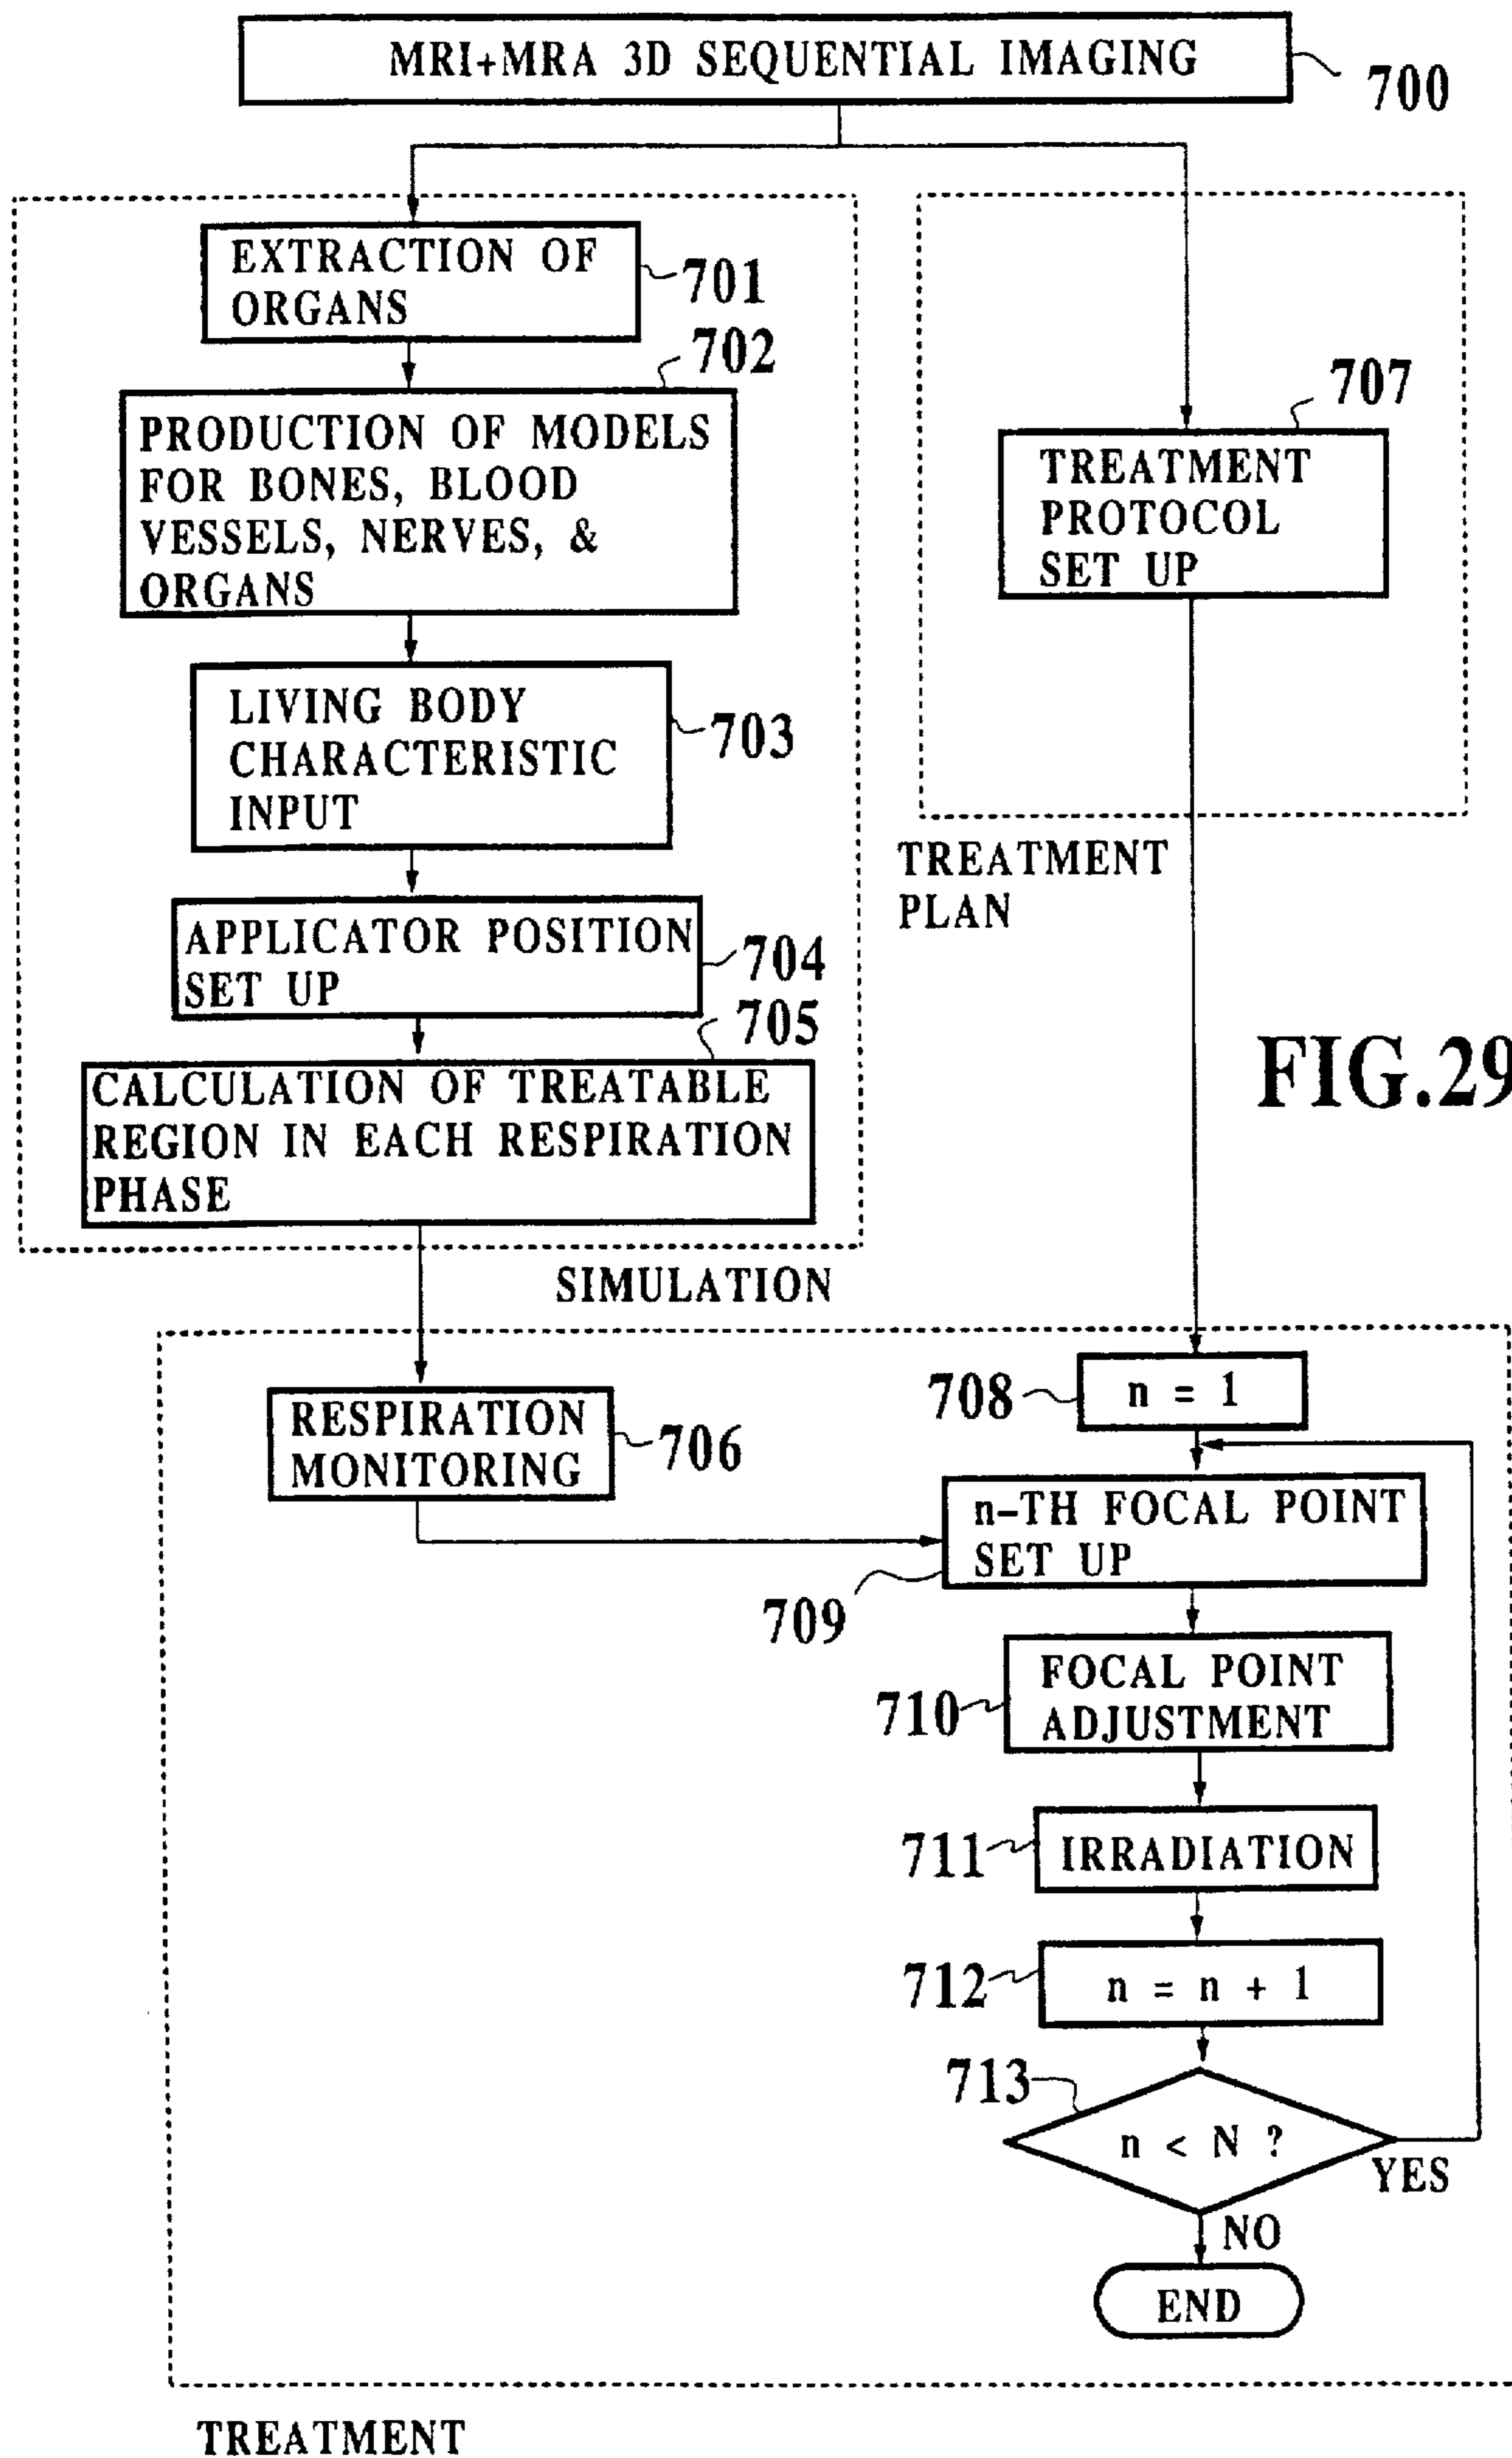 MRI+MRA 3D SEQUENTIAL IMAGING
700
EXTRACTION OF
ORGANS
701
702
PRODUCTION OF MODELS
FOR BONES, BLOOD
VESSELS, NERVES, &
ORGANS
LIVING BODY
CHARACTERISTIC
INPUT
703
APPLICATOR POSITION
SET UP
704
705
CALCULATION OF TREATABLE
REGION IN EACH RESPIRATION
PHASE
SIMULATION
707
TREATMENT
PROTOCOL
SET UP
TREATMENT
PLAN
FIG.29
RESPIRATION
MONITORING
706
708
n = 1
n-TH FOCAL POINT
SET UP
709
FOCAL POINT
ADJUSTMENT
710
711
IRRADIATION
712
n = n + 1
713
n < N ?
YES
NO
END
TREATMENT